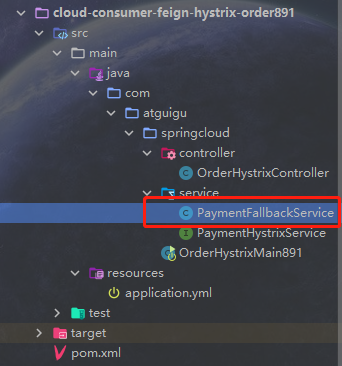 cloud-consumer-feign-hystrix-order891
src
main
java
com
atguigu
springcloud
controller
OrderHystrixController
service
PaymentFallbackService
PaymentHystrixService
OrderHystrixMain891
resources
application.yml
test
target
pom.xml